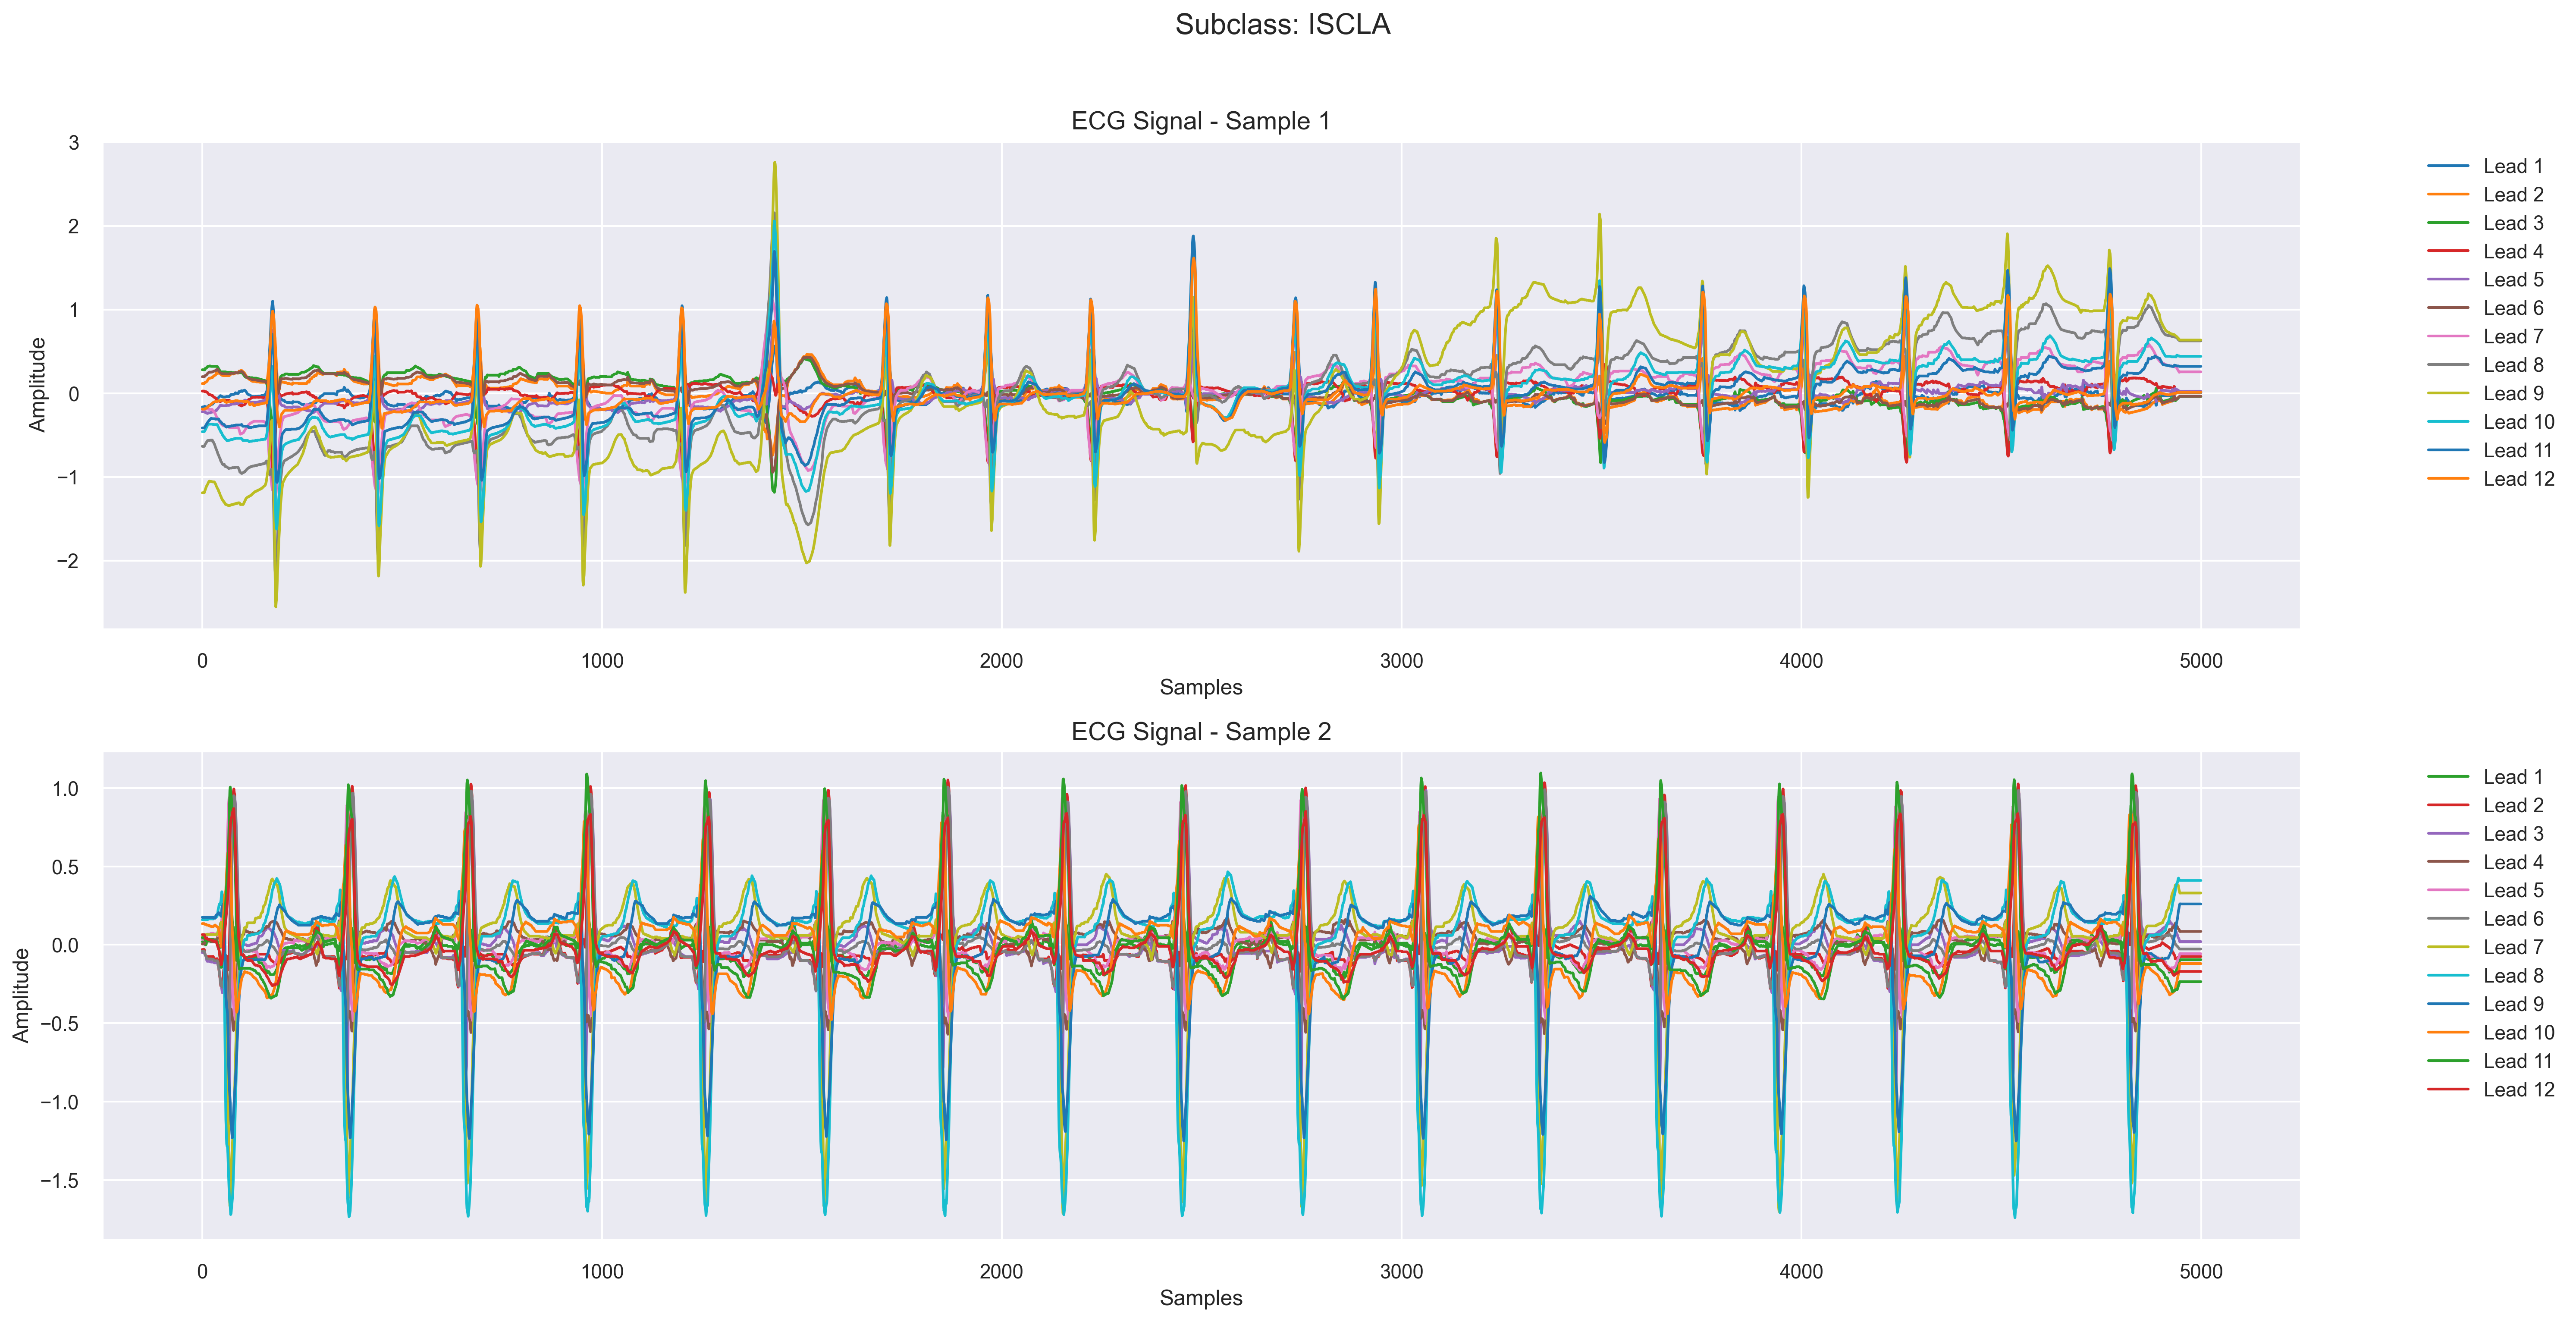 Subclass: ISCLA
ECG Signal - Sample 1
Amplitude
3
2
1
0
−1
−2
0 1000 2000 3000 4000 5000
Samples
Lead 1
Lead 2
Lead 3
Lead 4
Lead 5
Lead 6
Lead 7
Lead 8
Lead 9
Lead 10
Lead 11
Lead 12
ECG Signal - Sample 2
Amplitude
1.0
0.5
0.0
−0.5
−1.0
−1.5
0 1000 2000 3000 4000 5000
Samples
Lead 1
Lead 2
Lead 3
Lead 4
Lead 5
Lead 6
Lead 7
Lead 8
Lead 9
Lead 10
Lead 11
Lead 12